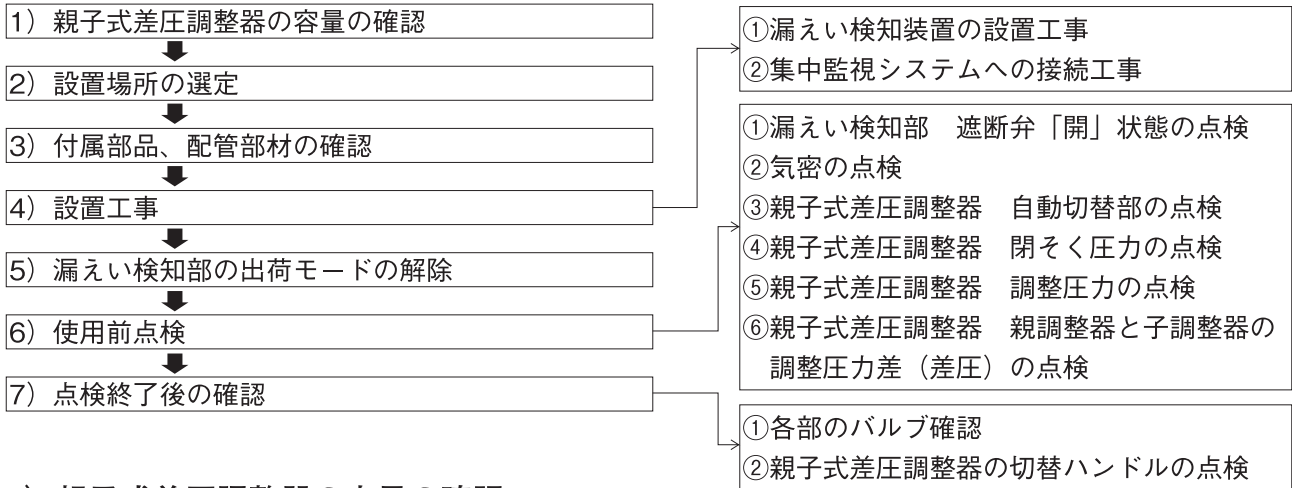 1）親子式差圧調整器の容量の確認
2）設置場所の選定
3）付属部品、配管部材の確認
4）設置工事
5）漏えい検知部の出荷モードの解除
6）使用前点検
7）点検終了後の確認
①漏えい検知装置の設置工事
②集中監視システムへの接続工事
①漏えい検知部　遮断弁「開」状態の点検
②気密の点検
③親子式差圧調整器　自動切替部の点検
④親子式差圧調整器　閉そく圧力の点検
⑤親子式差圧調整器　調整圧力の点検
⑥親子式差圧調整器　親調整器と子調整器の
調整圧力差（差圧）の点検
①各部のバルブ確認
②親子式差圧調整器の切替ハンドルの点検